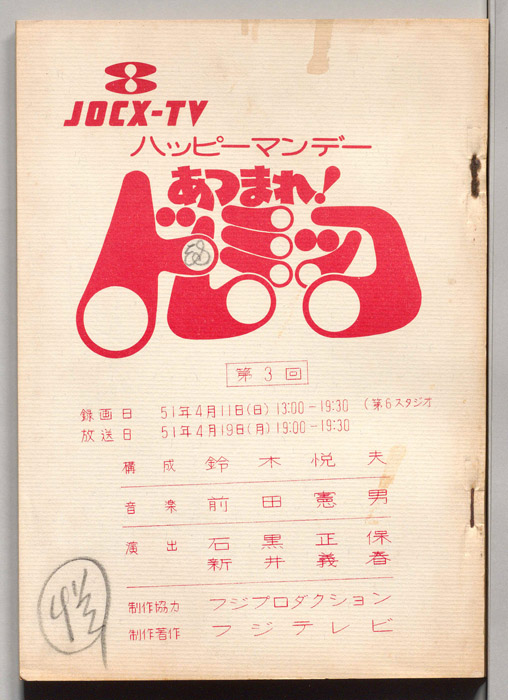 8
JOCX-TV
ハッピーマンデー
あつまれ!
ドミソコ
第3回
録画日 51年4月11日(日) 13:00-19:30 (第6スタジオ
放送日 51年4月19日(月) 19:00-19:30
構成 鈴木悦夫
音楽 前田憲男
演出 石黒正保
新井義春
制作協力 フジプロダクション
制作著作 フジテレビ